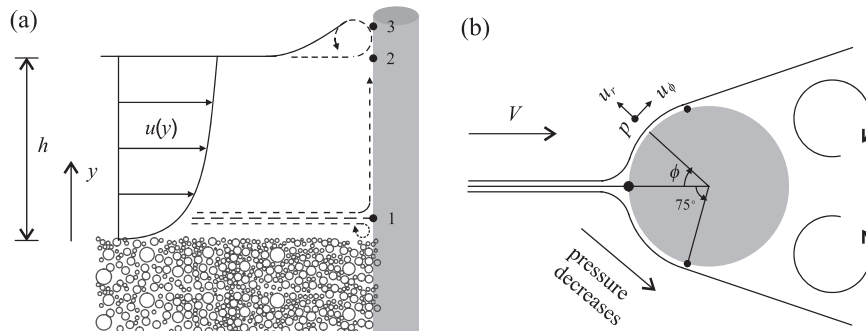 (a)
3
2
h
u(y)
y
1
(b)
u_r
u_ϕ
p
V
ϕ
75°
pressure
decreases